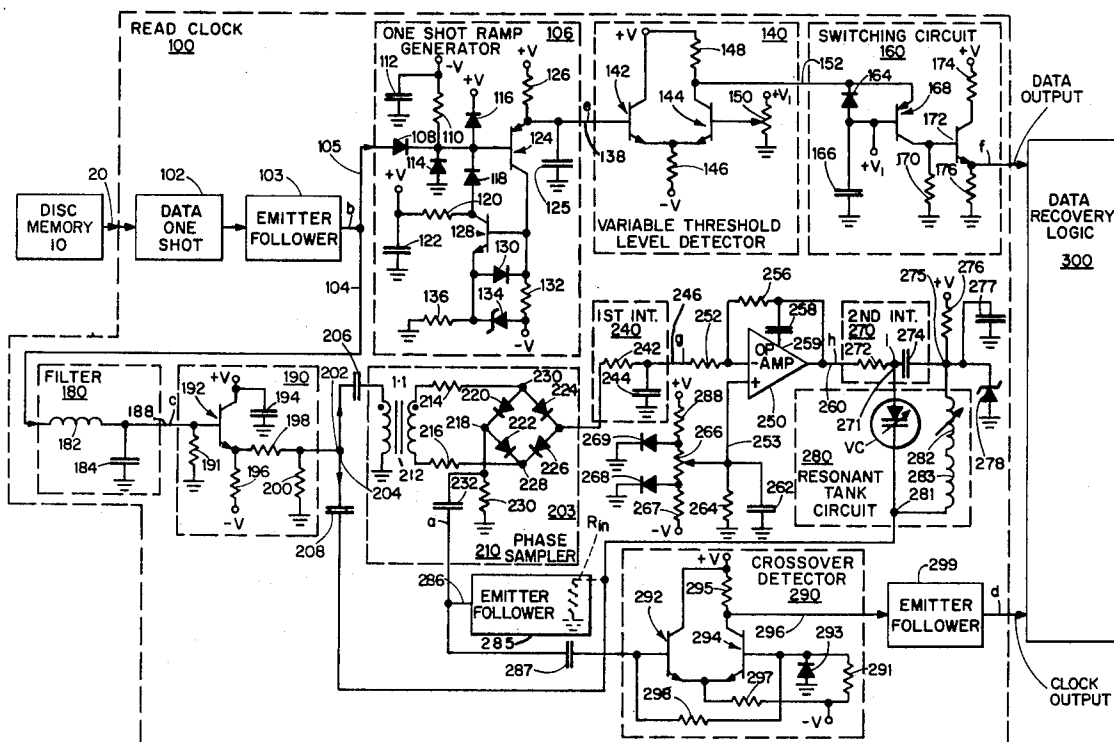 READ CLOCK
100
ONE SHOT RAMP
GENERATOR
106
-V
+V
126
112
116
110
124
108
114
118
+V
120
122
128
130
132
134
136
-V
125
e
138
+V
148
140
142
144
146
-V
152
150
+V1
VARIABLE THRESHOLD
LEVEL DETECTOR
SWITCHING CIRCUIT
160
+V
174
164
168
172
166
+V1
170
176
f
DATA
OUTPUT
DATA
RECOVERY
LOGIC
300
DISC
MEMORY
IO
20
102
DATA
ONE
SHOT
103
EMITTER
FOLLOWER
b
105
104
FILTER
180
182
184
188
c
192
190
+V
194
191
198
196
200
-V
202
204
206
208
1:1
212
214
216
218
220
222
224
226
228
230
230
232
a
203
210
PHASE
SAMPLER
1ST INT.
240
242
244
246
g
252
256
258
259
OP
AMP
-
+
250
253
+V
288
269
266
268
267
-V
264
262
h
260
2ND INT.
270
272
274
i
271
275
+V
276
277
278
VC
280
RESONANT
TANK
CIRCUIT
282
283
281
286
EMITTER
FOLLOWER
285
Rin
287
CROSSOVER
DETECTOR
290
+V
295
292
294
296
293
291
297
298
-V
299
EMITTER
FOLLOWER
d
CLOCK
OUTPUT